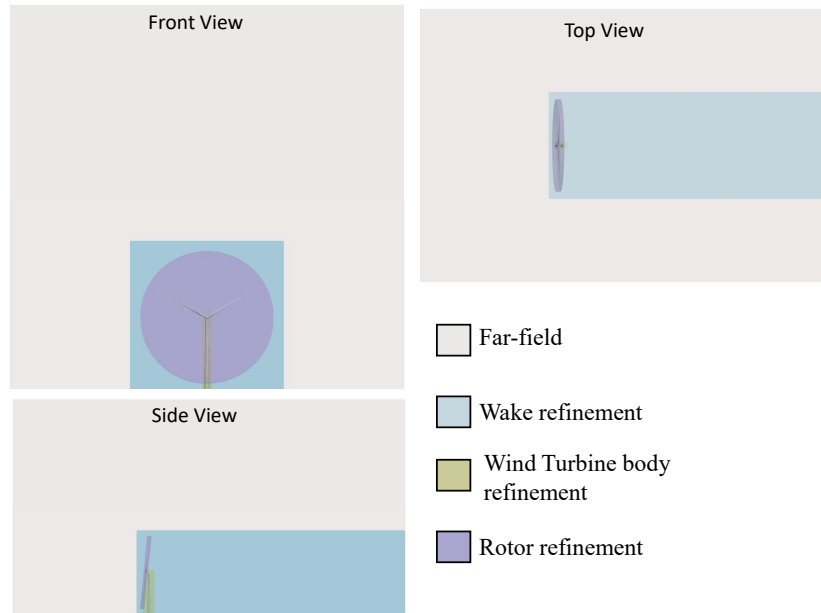 Front View
Top View
Side View
Far-field
Wake refinement
Wind Turbine body
refinement
Rotor refinement